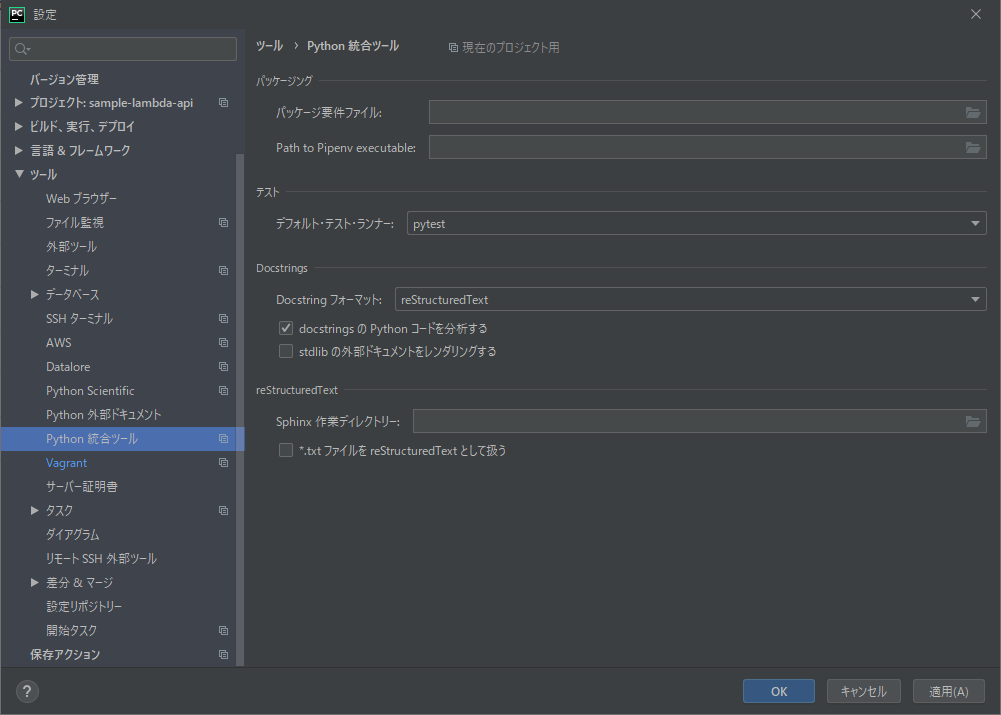 PC 設定
バージョン管理
プロジェクト: sample-lambda-api
ビルド、実行、デプロイ
言語 & フレームワーク
ツール
Web ブラウザー
ファイル監視
外部ツール
ターミナル
データベース
SSH ターミナル
AWS
Datalore
Python Scientific
Python 外部ドキュメント
Python 統合ツール
Vagrant
サーバー証明書
タスク
ダイアグラム
リモート SSH 外部ツール
差分 & マージ
設定リポジトリー
開始タスク
保存アクション
ツール › Python 統合ツール 現在のプロジェクト用
パッケージング
パッケージ要件ファイル:
Path to Pipenv executable:
テスト
デフォルト・テスト・ランナー: pytest
Docstrings
Docstring フォーマット: reStructuredText
docstrings の Python コードを分析する
stdlib の外部ドキュメントをレンダリングする
reStructuredText
Sphinx 作業ディレクトリー:
*.txt ファイルを reStructuredText として扱う
? OK キャンセル 適用(A)